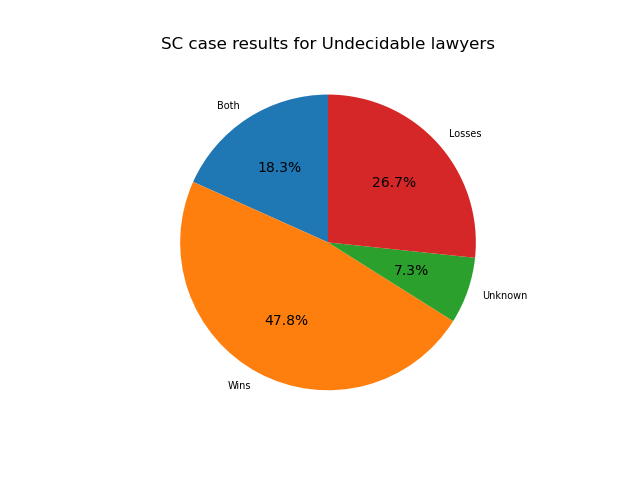 SC case results for Undecidable lawyers
Both
Losses
18.3%
26.7%
7.3%
Unknown
47.8%
Wins